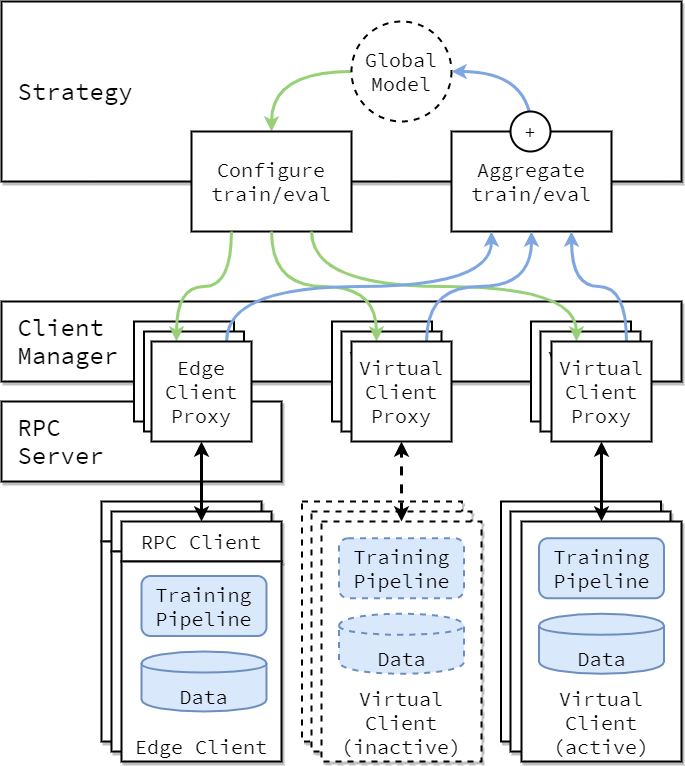 Global
Model
Strategy
+
Configure
train/eval
Aggregate
train/eval
Client
Manager
Edge
Client
Proxy
Virtual
Client
Proxy
Virtual
Client
Proxy
RPC
Server
RPC Client
Training
Pipeline
Data
Edge Client
Training
Pipeline
Data
Virtual
Client
(inactive)
Training
Pipeline
Data
Virtual
Client
(active)